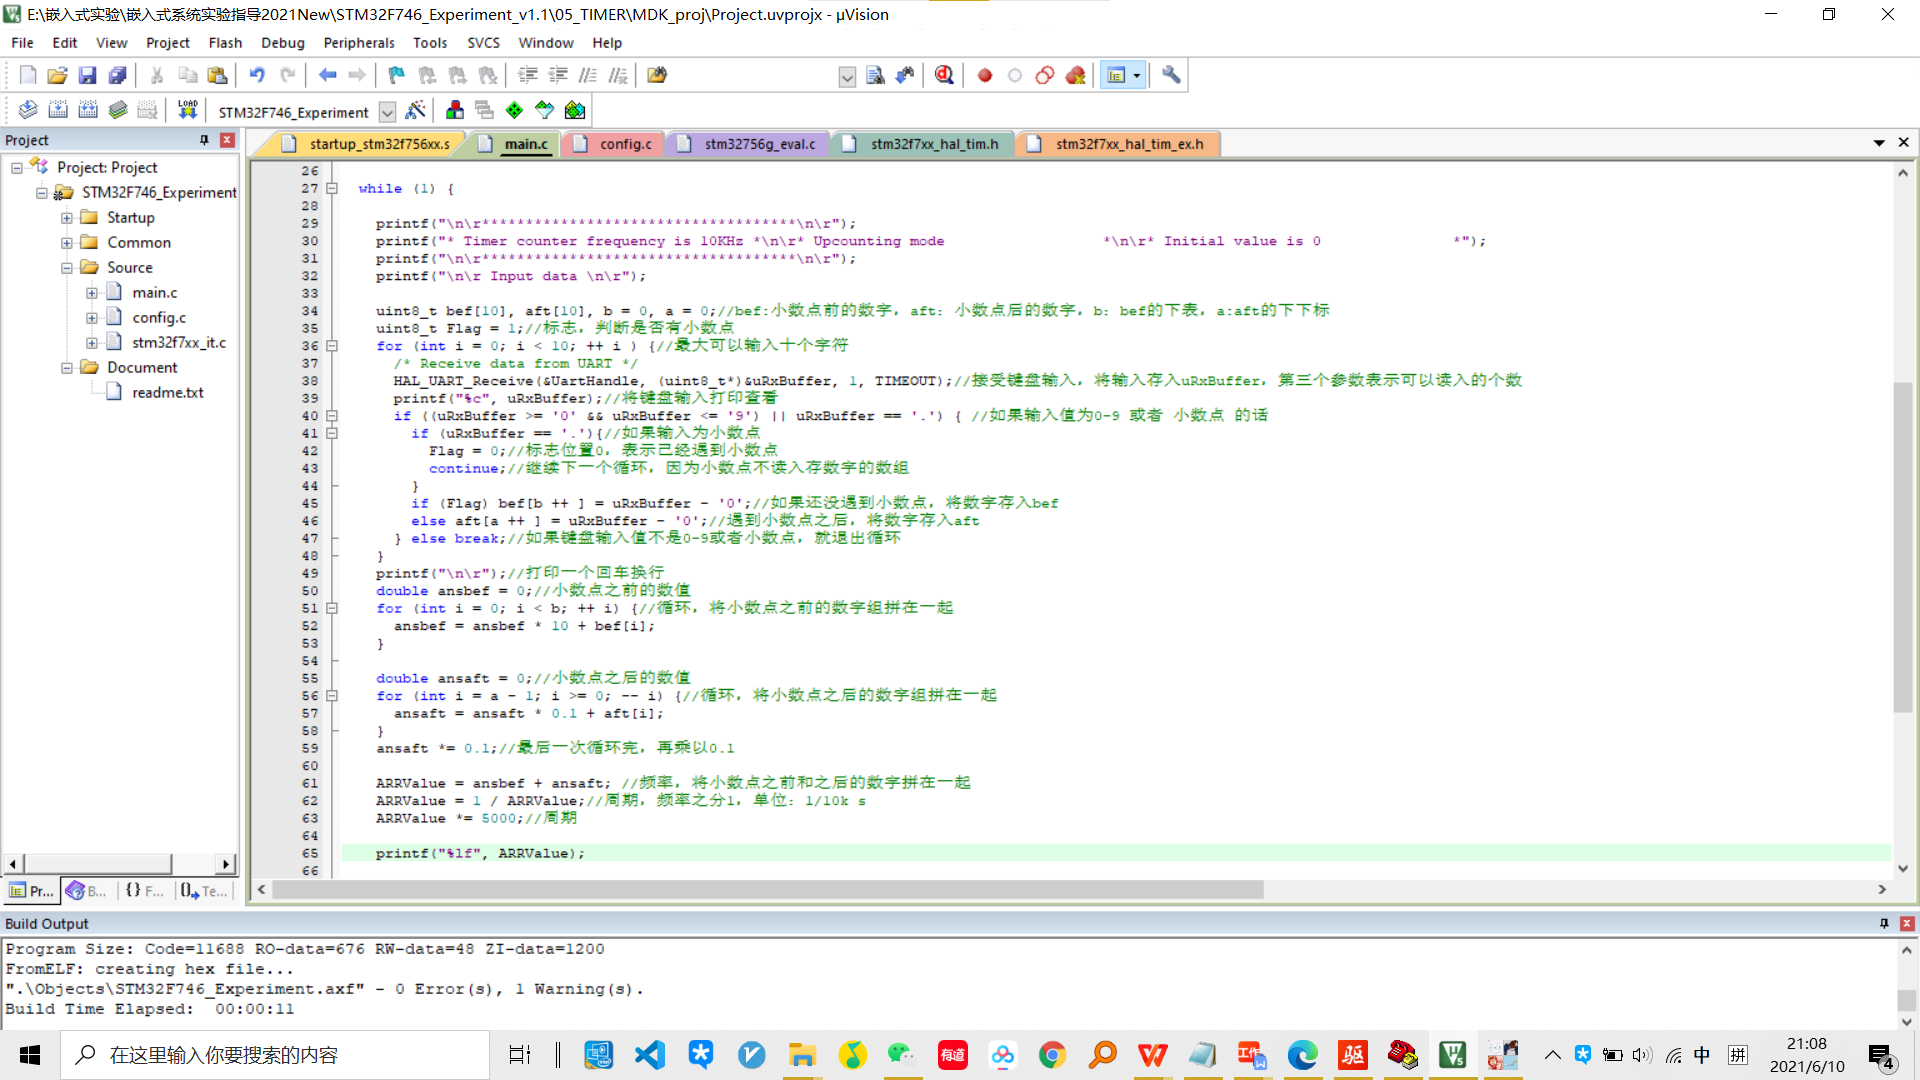 E:\嵌入式实验\嵌入式系统实验指导2021New\STM32F746_Experiment_v1.1\05_TIMER\MDK_proj\Project.uvprojx - µVision
File Edit View Project Flash Debug Peripherals Tools SVCS Window Help
STM32F746_Experiment
Project
startup_stm32f756xx.s main.c config.c stm32756g_eval.c stm32f7xx_hal_tim.h stm32f7xx_hal_tim_ex.h
Project: Project
STM32F746_Experiment
Startup
Common
Source
main.c
config.c
stm32f7xx_it.c
Document
readme.txt
26
27 while (1) {
28
29 printf("\n\r************************************\n\r");
30 printf("* Timer counter frequency is 10KHz *\n\r* Upcounting mode                  *\n\r* Initial value is 0               *");
31 printf("\n\r************************************\n\r");
32 printf("\n\r Input data \n\r");
33
34 uint8_t bef[10], aft[10], b = 0, a = 0;//bef:小数点前的数字, aft: 小数点后的数字, b: bef的下表, a:aft的下下标
35 uint8_t Flag = 1;//标志, 判断是否有小数点
36 for (int i = 0; i < 10; ++ i ) {//最大可以输入十个字符
37 /* Receive data from UART */
38 HAL_UART_Receive(&UartHandle, (uint8_t*)&uRxBuffer, 1, TIMEOUT);//接受键盘输入, 将输入存入uRxBuffer, 第三个参数表示可以读入的个数
39 printf("%c", uRxBuffer);//将键盘输入打印查看
40 if ((uRxBuffer >= '0' && uRxBuffer <= '9') || uRxBuffer == '.') { //如果输入值为0-9 或者 小数点 的话
41 if (uRxBuffer == '.'){//如果输入为小数点
42 Flag = 0;//标志位置0, 表示已经遇到小数点
43 continue;//继续下一个循环, 因为小数点不读入存数字的数组
44 }
45 if (Flag) bef[b ++ ] = uRxBuffer - '0';//如果还没遇到小数点, 将数字存入bef
46 else aft[a ++ ] = uRxBuffer - '0';//遇到小数点之后, 将数字存入aft
47 } else break;//如果键盘输入值不是0-9或者小数点, 就退出循环
48 }
49 printf("\n\r");//打印一个回车换行
50 double ansbef = 0;//小数点之前的数值
51 for (int i = 0; i < b; ++ i) {//循环, 将小数点之前的数字组拼在一起
52 ansbef = ansbef * 10 + bef[i];
53 }
54
55 double ansaft = 0;//小数点之后的数值
56 for (int i = a - 1; i >= 0; -- i) {//循环, 将小数点之后的数字组拼在一起
57 ansaft = ansaft * 0.1 + aft[i];
58 }
59 ansaft *= 0.1;//最后一次循环完, 再乘以0.1
60
61 ARRValue = ansbef + ansaft; //频率, 将小数点之前和之后的数字拼在一起
62 ARRValue = 1 / ARRValue;//周期, 频率之分1, 单位: 1/10k s
63 ARRValue *= 5000;//周期
64
65 printf("%lf", ARRValue);
66
Pr... B... {} F... Te...
Build Output
Program Size: Code=11688 RO-data=676 RW-data=48 ZI-data=1200
FromELF: creating hex file...
".\Objects\STM32F746_Experiment.axf" - 0 Error(s), 1 Warning(s).
Build Time Elapsed:  00:00:11
在这里输入你要搜索的内容
有道
工作
驱
中
拼
21:08
2021/6/10
4